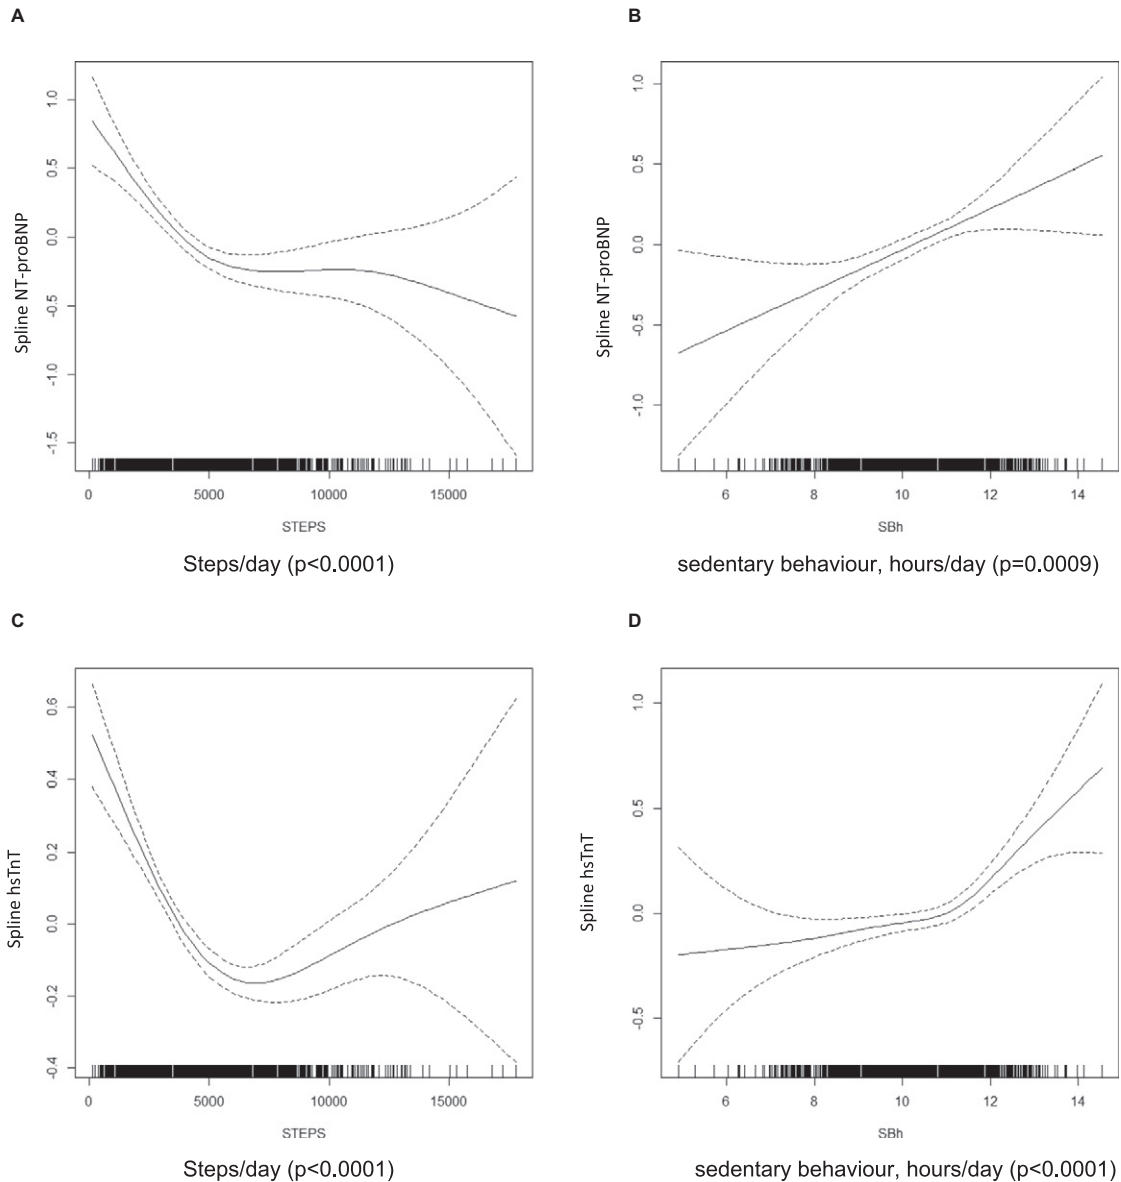 A
Spline NT-proBNP
1.0
0.5
0.0
-0.5
-1.0
-1.5
0 5000 10000 15000
STEPS
Steps/day (p<0.0001)
B
Spline NT-proBNP
1.0
0.5
0.0
-0.5
-1.0
6 8 10 12 14
SBh
sedentary behaviour, hours/day (p=0.0009)
C
Spline hsTnT
0.6
0.4
0.2
0.0
-0.2
-0.4
0 5000 10000 15000
STEPS
Steps/day (p<0.0001)
D
Spline hsTnT
1.0
0.5
0.0
-0.5
6 8 10 12 14
SBh
sedentary behaviour, hours/day (p<0.0001)